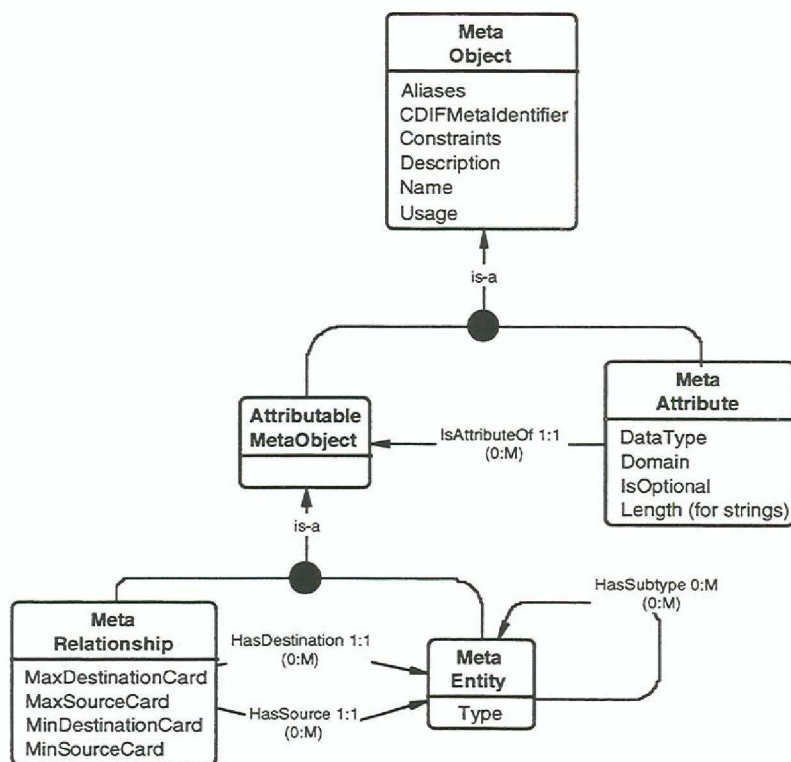 Meta
Object
Aliases
CDIFMetaIdentifier
Constraints
Description
Name
Usage
is-a
Attributable
MetaObject
IsAttributeOf 1:1
(0:M)
Meta
Attribute
DataType
Domain
IsOptional
Length (for strings)
is-a
Meta
Relationship
MaxDestinationCard
MaxSourceCard
MinDestinationCard
MinSourceCard
HasDestination 1:1
(0:M)
HasSource 1:1
(0:M)
Meta
Entity
Type
HasSubtype 0:M
(0:M)